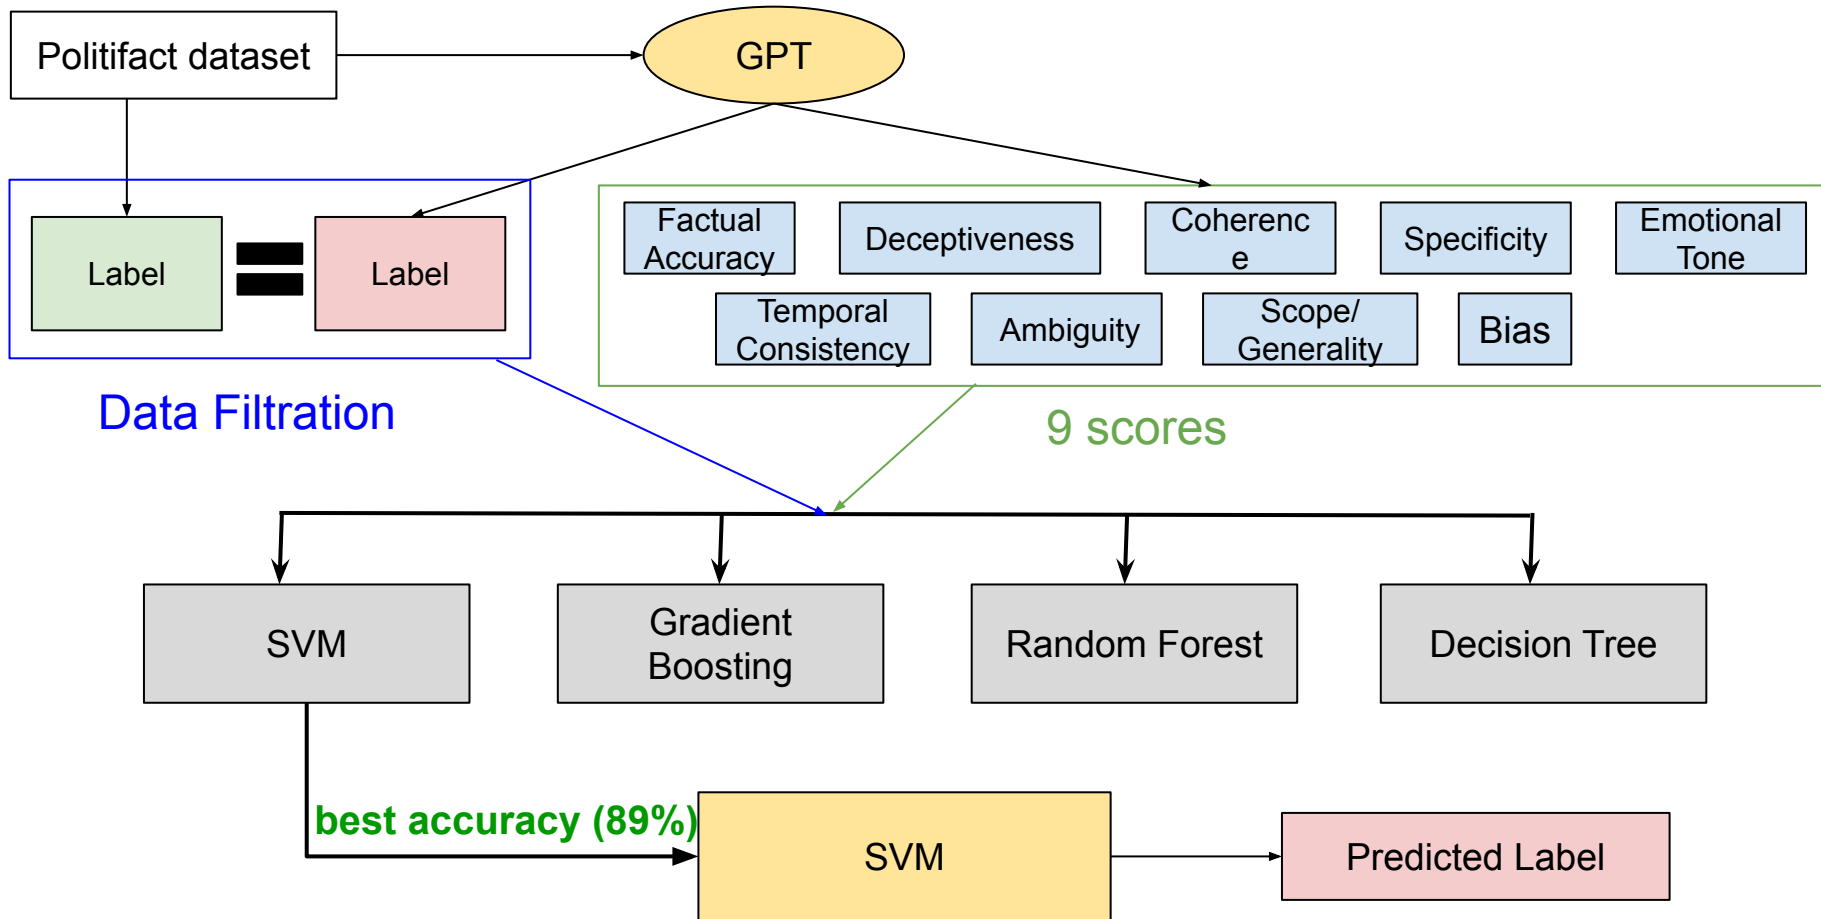 Politifact dataset
GPT
Label
Label
Factual
Accuracy
Deceptiveness
Coherenc
e
Specificity
Emotional
Tone
Temporal
Consistency
Ambiguity
Scope/
Generality
Bias
Data Filtration
9 scores
SVM
Gradient
Boosting
Random Forest
Decision Tree
best accuracy (89%)
SVM
Predicted Label